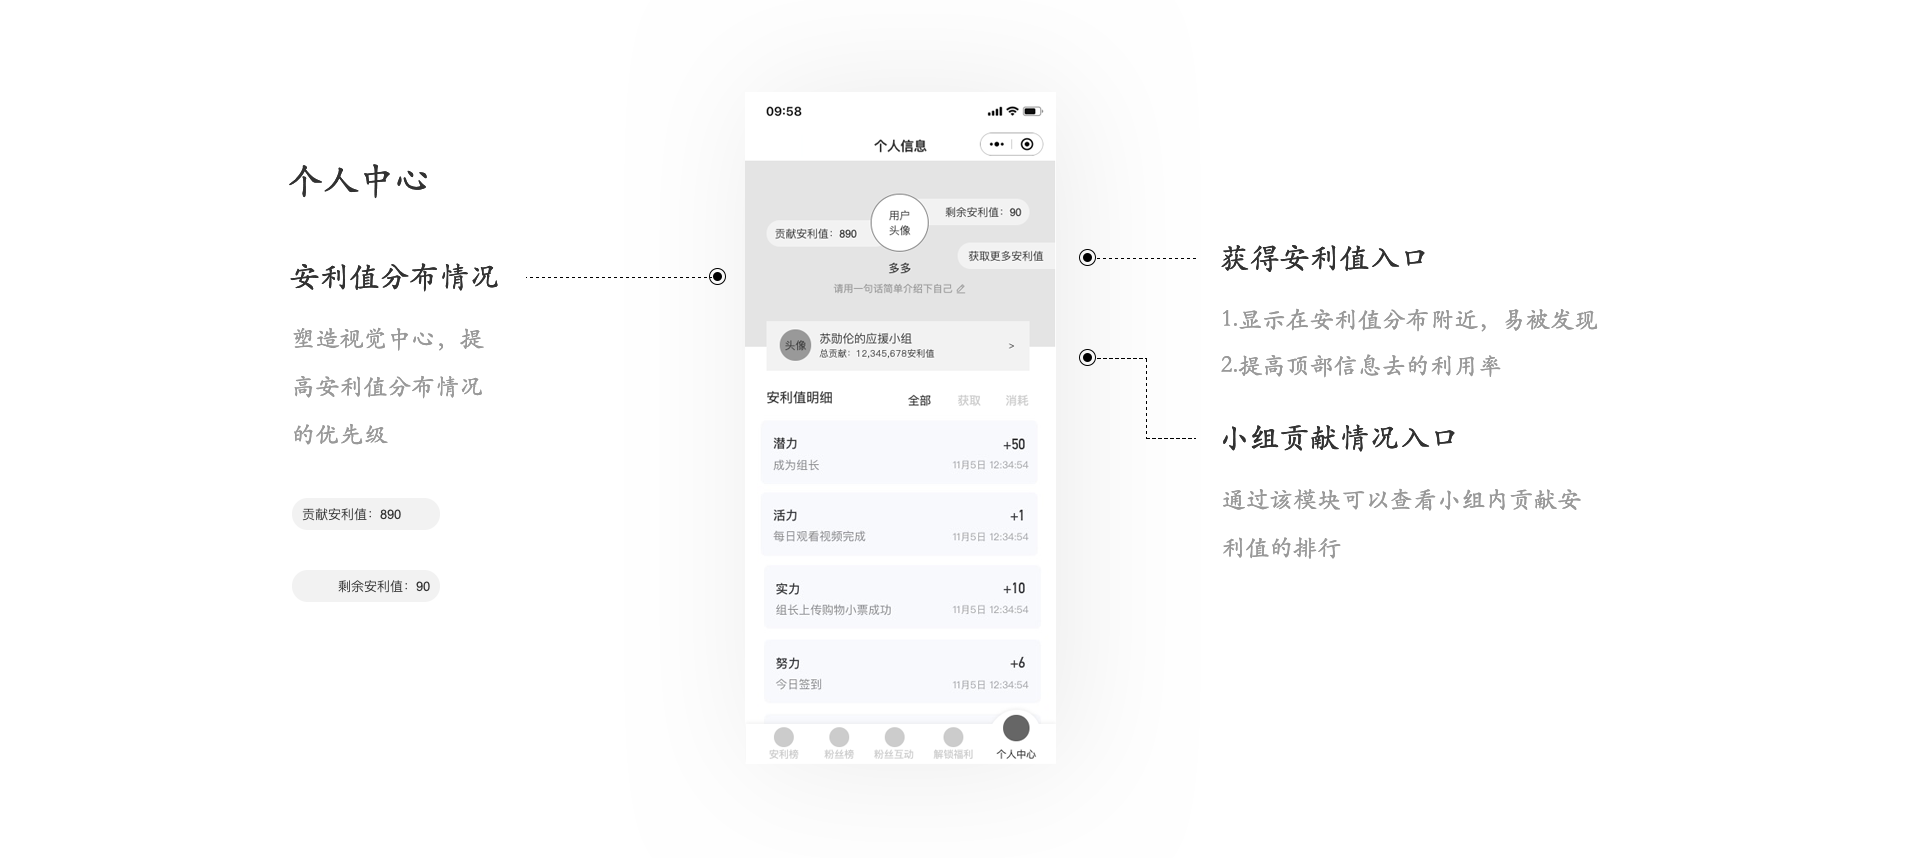 个人中心
安利值分布情况
塑造视觉中心，提
高安利值分布情况
的优先级
贡献安利值：890
剩余安利值：90
09:58
个人信息
用户
头像
剩余安利值：90
贡献安利值：890
获取更多安利值
多多
请用一句话简单介绍下自己
头像
苏勋伦的应援小组
总贡献：12,345,678安利值
>
安利值明细
全部 获取 消耗
潜力 +50
成为组长 11月5日 12:34:54
活力 +1
每日观看视频完成 11月5日 12:34:54
实力 +10
组长上传购物小票成功 11月5日 12:34:54
努力 +6
今日签到 11月5日 12:34:54
安利榜 粉丝榜 粉丝互动 解锁福利 个人中心
获得安利值入口
1.显示在安利值分布附近，易被发现
2.提高顶部信息去的利用率
小组贡献情况入口
通过该模块可以查看小组内贡献安
利值的排行